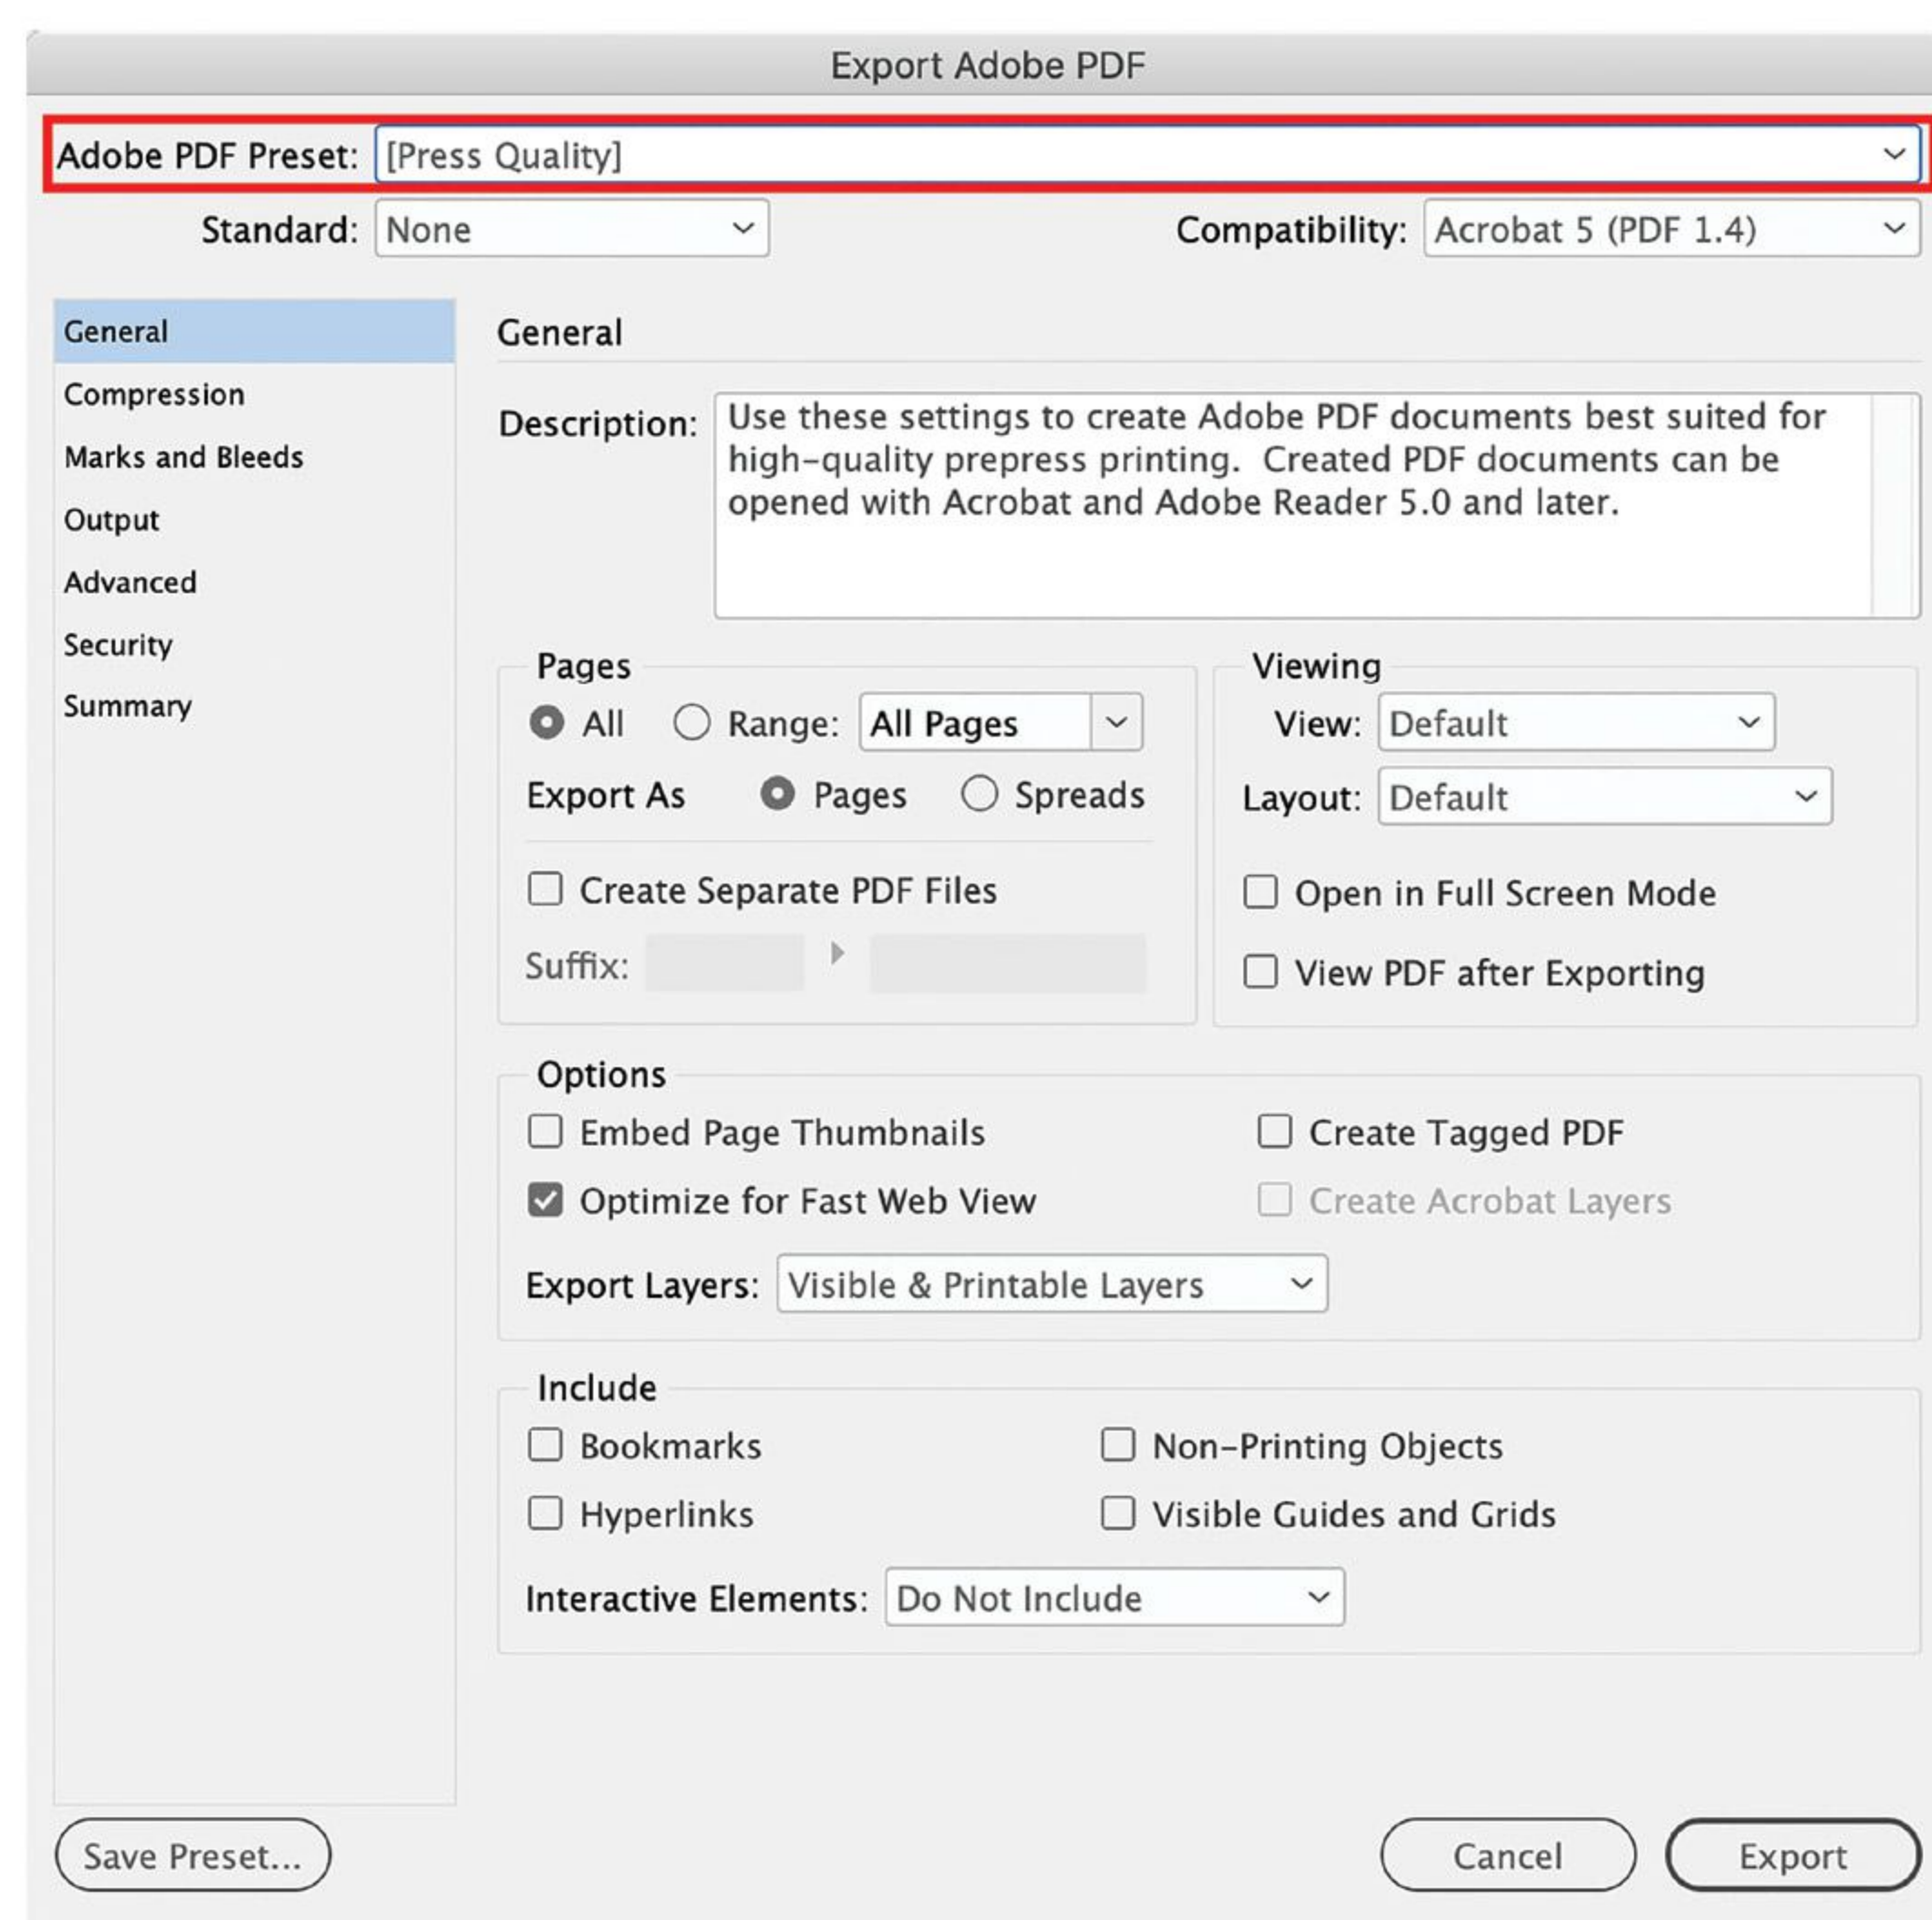 Export Adobe PDF
Adobe PDF Preset: [Press Quality]
Standard: None Compatibility: Acrobat 5 (PDF 1.4)
General
Compression
Marks and Bleeds
Output
Advanced
Security
Summary
General
Description: Use these settings to create Adobe PDF documents best suited for
high-quality prepress printing.  Created PDF documents can be
opened with Acrobat and Adobe Reader 5.0 and later.
Pages
All Range: All Pages
Export As Pages Spreads
Create Separate PDF Files
Suffix:
Viewing
View: Default
Layout: Default
Open in Full Screen Mode
View PDF after Exporting
Options
Embed Page Thumbnails Create Tagged PDF
Optimize for Fast Web View Create Acrobat Layers
Export Layers: Visible & Printable Layers
Include
Bookmarks Non-Printing Objects
Hyperlinks Visible Guides and Grids
Interactive Elements: Do Not Include
Save Preset... Cancel Export